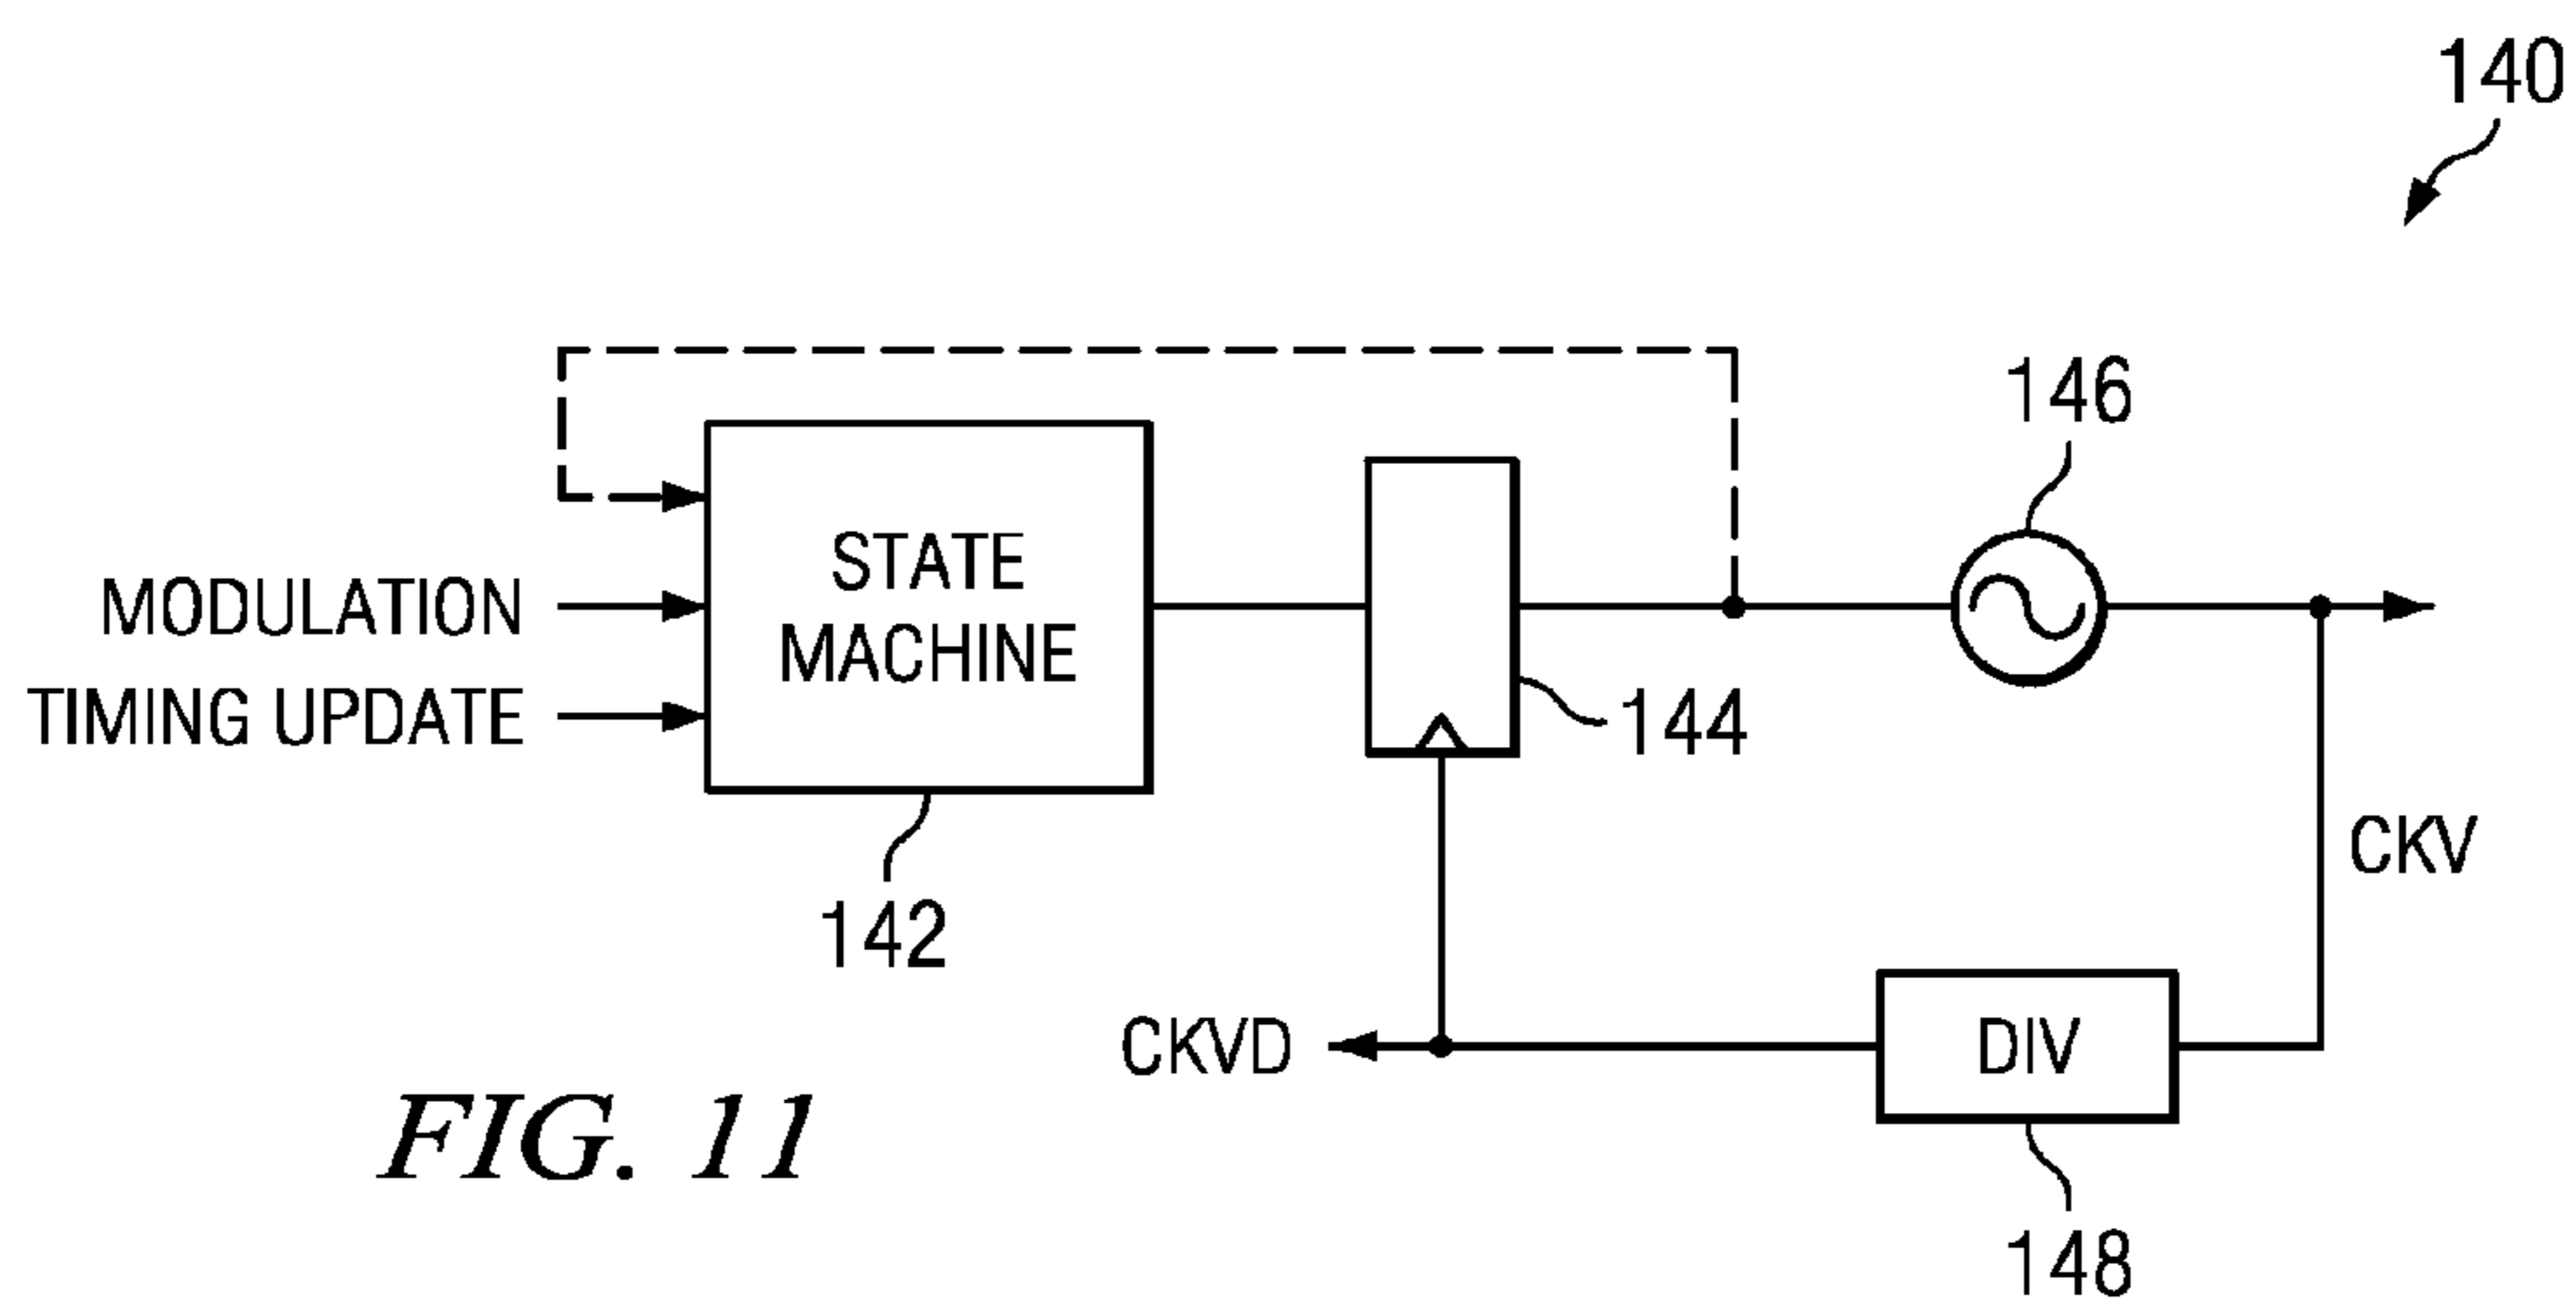 140
146
STATE
MACHINE
MODULATION
TIMING UPDATE
144
142
CKV
CKVD
DIV
148
FIG. 11